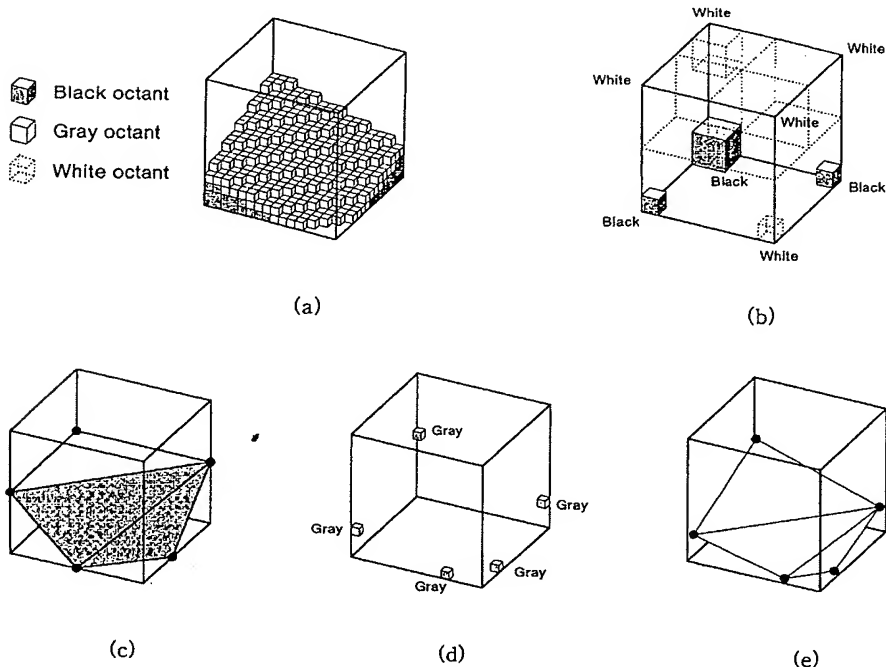 Black octant
Gray octant
White octant
(a)
White
White
White
White
Black
Black
Black
White
(b)
(c)
Gray
Gray
Gray
Gray
Gray
(d)
(e)